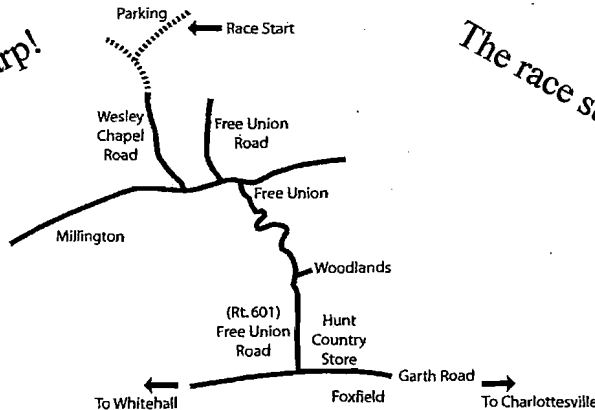 Parking
Race Start
rp!
The race s
Wesley
Chapel
Road
Free Union
Road
Free Union
Millington
Woodlands
(Rt. 601)
Free Union
Road
Hunt
Country
Store
Garth Road
To Whitehall
Foxfield
To Charlottesville